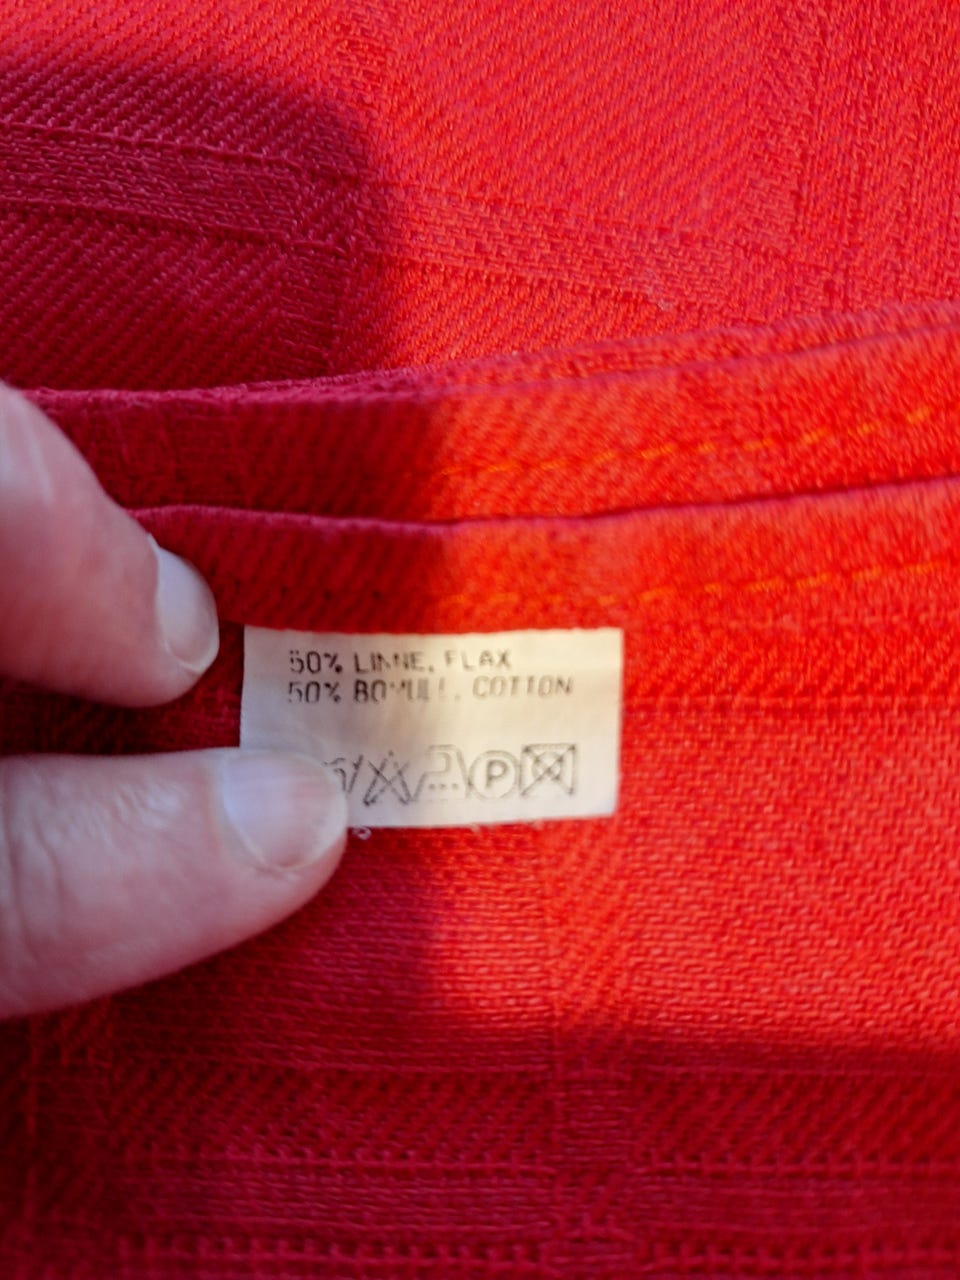 50% LINNE, FLAX
50% BOMULL, COTTON
P